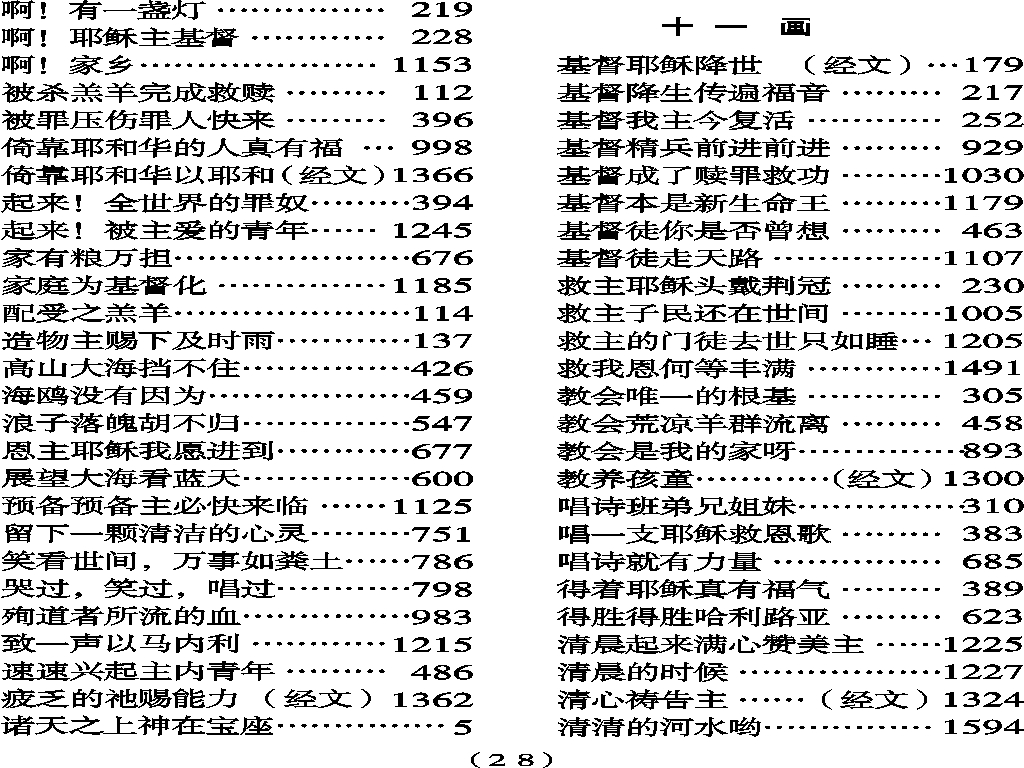 啊！有一盏灯 …………… 219
啊！耶稣主基督 ………… 228
啊！家乡………………… 1153
被杀羔羊完成救赎 ……… 112
被罪压伤罪人快来 ……… 396
倚靠耶和华的人真有福 … 998
倚靠耶和华以耶和(经文)1366
起来！全世界的罪奴………394
起来！被主爱的青年…… 1245
家有粮万担…………………676
家庭为基督化 …………… 1185
配受之羔羊…………………114
造物主赐下及时雨…………137
高山大海挡不住……………426
海鸥没有因为………………459
浪子落魄胡不归……………547
恩主耶稣我愿进到…………677
展望大海看蓝天……………600
预备预备主必快来临 …… 1125
留下一颗清洁的心灵………751
笑看世间，万事如粪土……786
哭过，笑过，唱过…………798
殉道者所流的血……………983
致一声以马内利 ………… 1215
速速兴起主内青年 ……… 486
疲乏的祂赐能力 （经文）1362
诸天之上神在宝座…………… 5
十一画
基督耶稣降世 （经文）…179
基督降生传遍福音 ……… 217
基督我主今复活 ………… 252
基督精兵前进前进 ……… 929
基督成了赎罪救功 ………1030
基督本是新生命王 ………1179
基督徒你是否曾想 ……… 463
基督徒走天路 ……………1107
救主耶稣头戴荆冠 ……… 230
救主子民还在世间 ………1005
救主的门徒去世只如睡… 1205
救我恩何等丰满 …………1491
教会唯一的根基 ………… 305
教会荒凉羊群流离 ……… 458
教会是我的家呀……………893
教养孩童…………(经文)1300
唱诗班弟兄姐妹……………310
唱一支耶稣救恩歌 ……… 383
唱诗就有力量 …………… 685
得着耶稣真有福气 ……… 389
得胜得胜哈利路亚 ……… 623
清晨起来满心赞美主 ……1225
清晨的时候 ………………1227
清心祷告主 ……（经文）1324
清清的河水哟…………… 1594
(28)